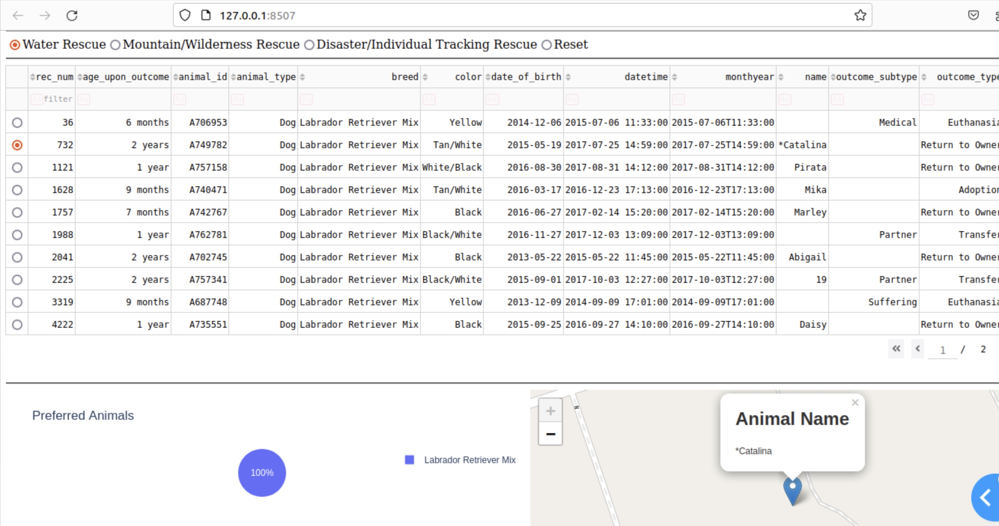 127.0.0.1:8507
Water Rescue Mountain/Wilderness Rescue Disaster/Individual Tracking Rescue Reset
rec_num age_upon_outcome animal_id animal_type breed color date_of_birth datetime monthyear name outcome_subtype outcome_type
Aa filter Aa Aa Aa Aa Aa Aa Aa Aa Aa Aa Aa
36 6 months A706953 Dog Labrador Retriever Mix Yellow 2014-12-06 2015-07-06 11:33:00 2015-07-06T11:33:00 Medical Euthanasia
732 2 years A749782 Dog Labrador Retriever Mix Tan/White 2015-05-19 2017-07-25 14:59:00 2017-07-25T14:59:00 *Catalina Return to Owner
1121 1 year A757158 Dog Labrador Retriever Mix White/Black 2016-08-30 2017-08-31 14:12:00 2017-08-31T14:12:00 Pirata Return to Owner
1628 9 months A740471 Dog Labrador Retriever Mix Tan/White 2016-03-17 2016-12-23 17:13:00 2016-12-23T17:13:00 Mika Adoption
1757 7 months A742767 Dog Labrador Retriever Mix Black 2016-06-27 2017-02-14 15:20:00 2017-02-14T15:20:00 Marley Return to Owner
1988 1 year A762781 Dog Labrador Retriever Mix Black/White 2016-11-27 2017-12-03 13:09:00 2017-12-03T13:09:00 Partner Transfer
2041 2 years A702745 Dog Labrador Retriever Mix Black 2013-05-22 2015-05-22 11:45:00 2015-05-22T11:45:00 Abigail Return to Owner
2225 2 years A757341 Dog Labrador Retriever Mix Black/White 2015-09-01 2017-10-03 12:27:00 2017-10-03T12:27:00 19 Partner Transfer
3319 9 months A687748 Dog Labrador Retriever Mix Yellow 2013-12-09 2014-09-09 17:01:00 2014-09-09T17:01:00 Suffering Euthanasia
4222 1 year A735551 Dog Labrador Retriever Mix Black 2015-09-25 2016-09-27 14:10:00 2016-09-27T14:10:00 Daisy Return to Owner
« ‹ 1 / 2
Preferred Animals
100%
Labrador Retriever Mix
+
−
Animal Name
×
*Catalina